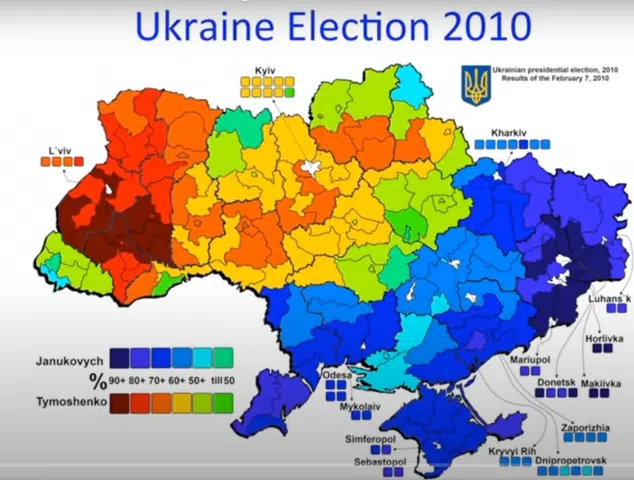 Ukraine Election 2010
Ukrainian presidential election, 2010
Results of the February 7, 2010
Kyiv
Kharkiv
L`viv
Luhans`k
Horlivka
Mariupol
Donetsk
Makiivka
Zaporizhia
Dnipropetrovsk
Kryvyi Rih
Odesa
Mykolaiv
Simferopol
Sebastopol
Janukovych
% 90+ 80+ 70+ 60+ 50+ till 50
Tymoshenko